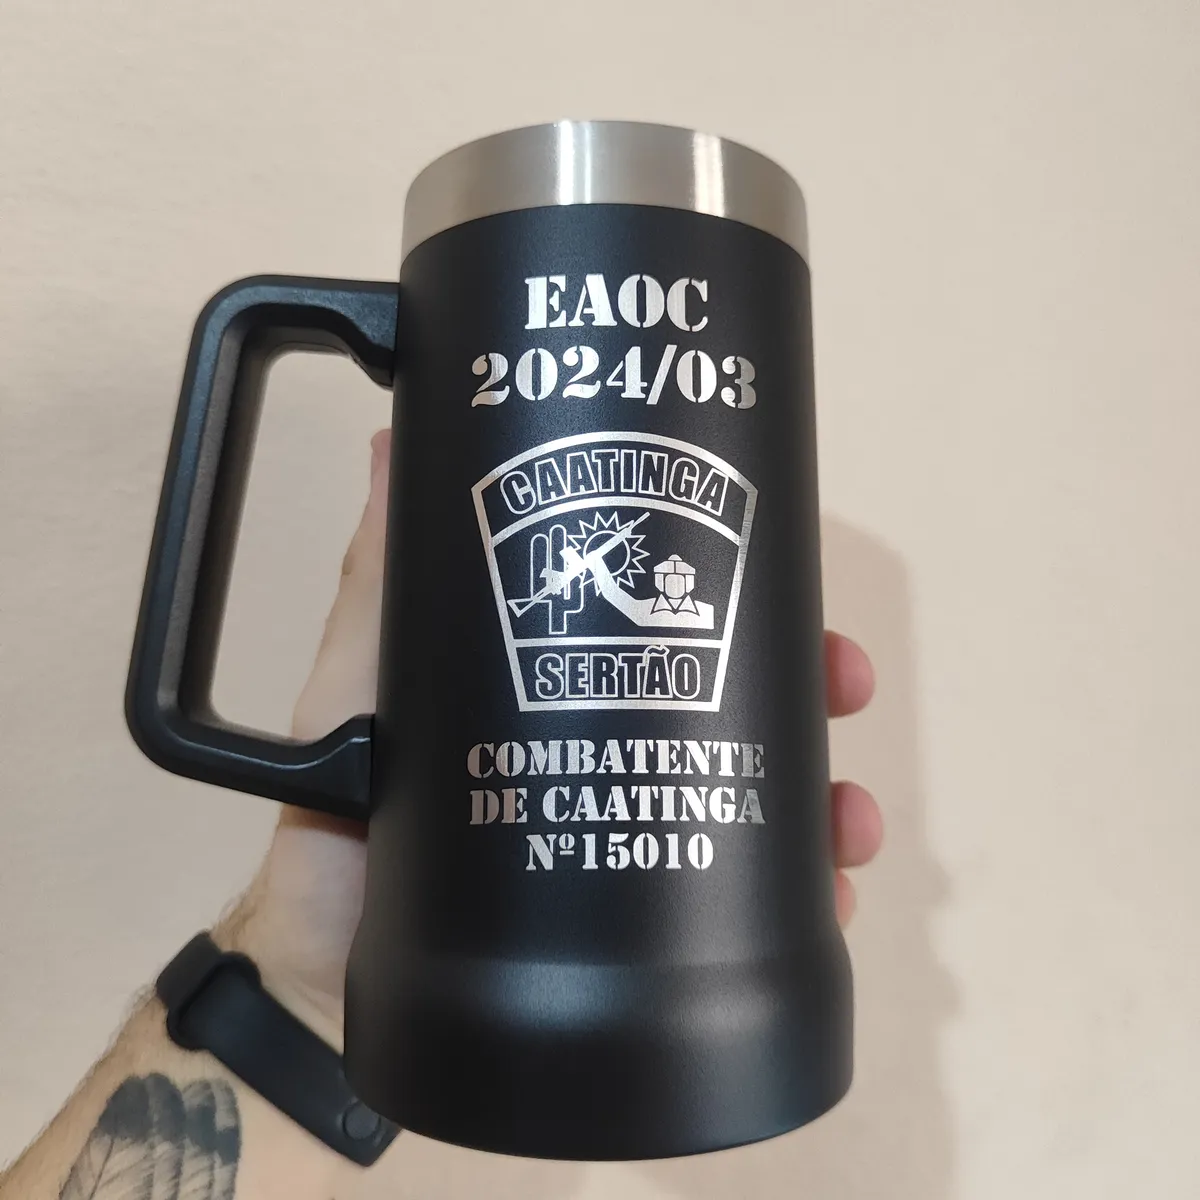 EAOC
2024/03
CAATINGA
SERTÃO
COMBATENTE
DE CAATINGA
Nº15010